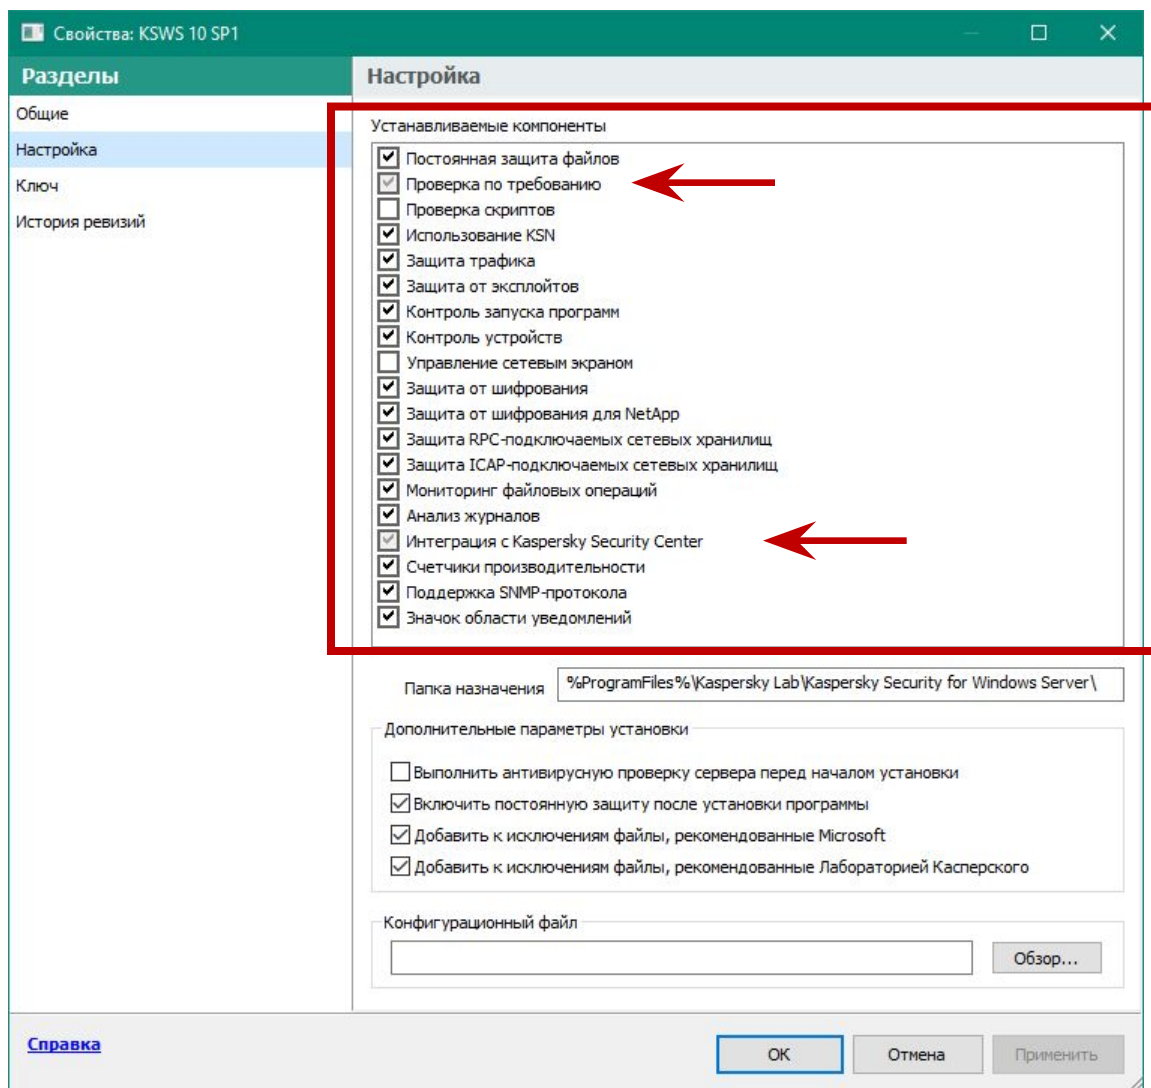 Свойства: KSWS 10 SP1
Разделы
Общие
Настройка
Ключ
История ревизий
Настройка
Устанавливаемые компоненты
Постоянная защита файлов
Проверка по требованию
Проверка скриптов
Использование KSN
Защита трафика
Защита от эксплойтов
Контроль запуска программ
Контроль устройств
Управление сетевым экраном
Защита от шифрования
Защита от шифрования для NetApp
Защита RPC-подключаемых сетевых хранилищ
Защита ICAP-подключаемых сетевых хранилищ
Мониторинг файловых операций
Анализ журналов
Интеграция с Kaspersky Security Center
Счетчики производительности
Поддержка SNMP-протокола
Значок области уведомлений
Папка назначения %ProgramFiles%\Kaspersky Lab\Kaspersky Security for Windows Server\
Дополнительные параметры установки
Выполнить антивирусную проверку сервера перед началом установки
Включить постоянную защиту после установки программы
Добавить к исключениям файлы, рекомендованные Microsoft
Добавить к исключениям файлы, рекомендованные Лабораторией Касперского
Конфигурационный файл
Обзор...
Справка
ОК Отмена Применить